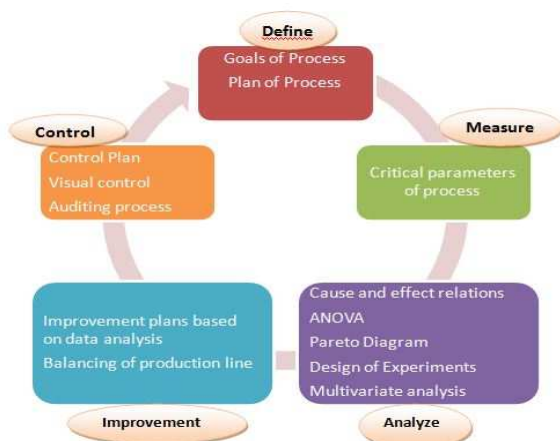 Define
Goals of Process
Plan of Process
Measure
Critical parameters
of process
Cause and effect relations
ANOVA
Pareto Diagram
Design of Experiments
Multivariate analysis
Analyze
Improvement plans based
on data analysis
Balancing of production line
Improvement
Control
Control Plan
Visual control
Auditing process